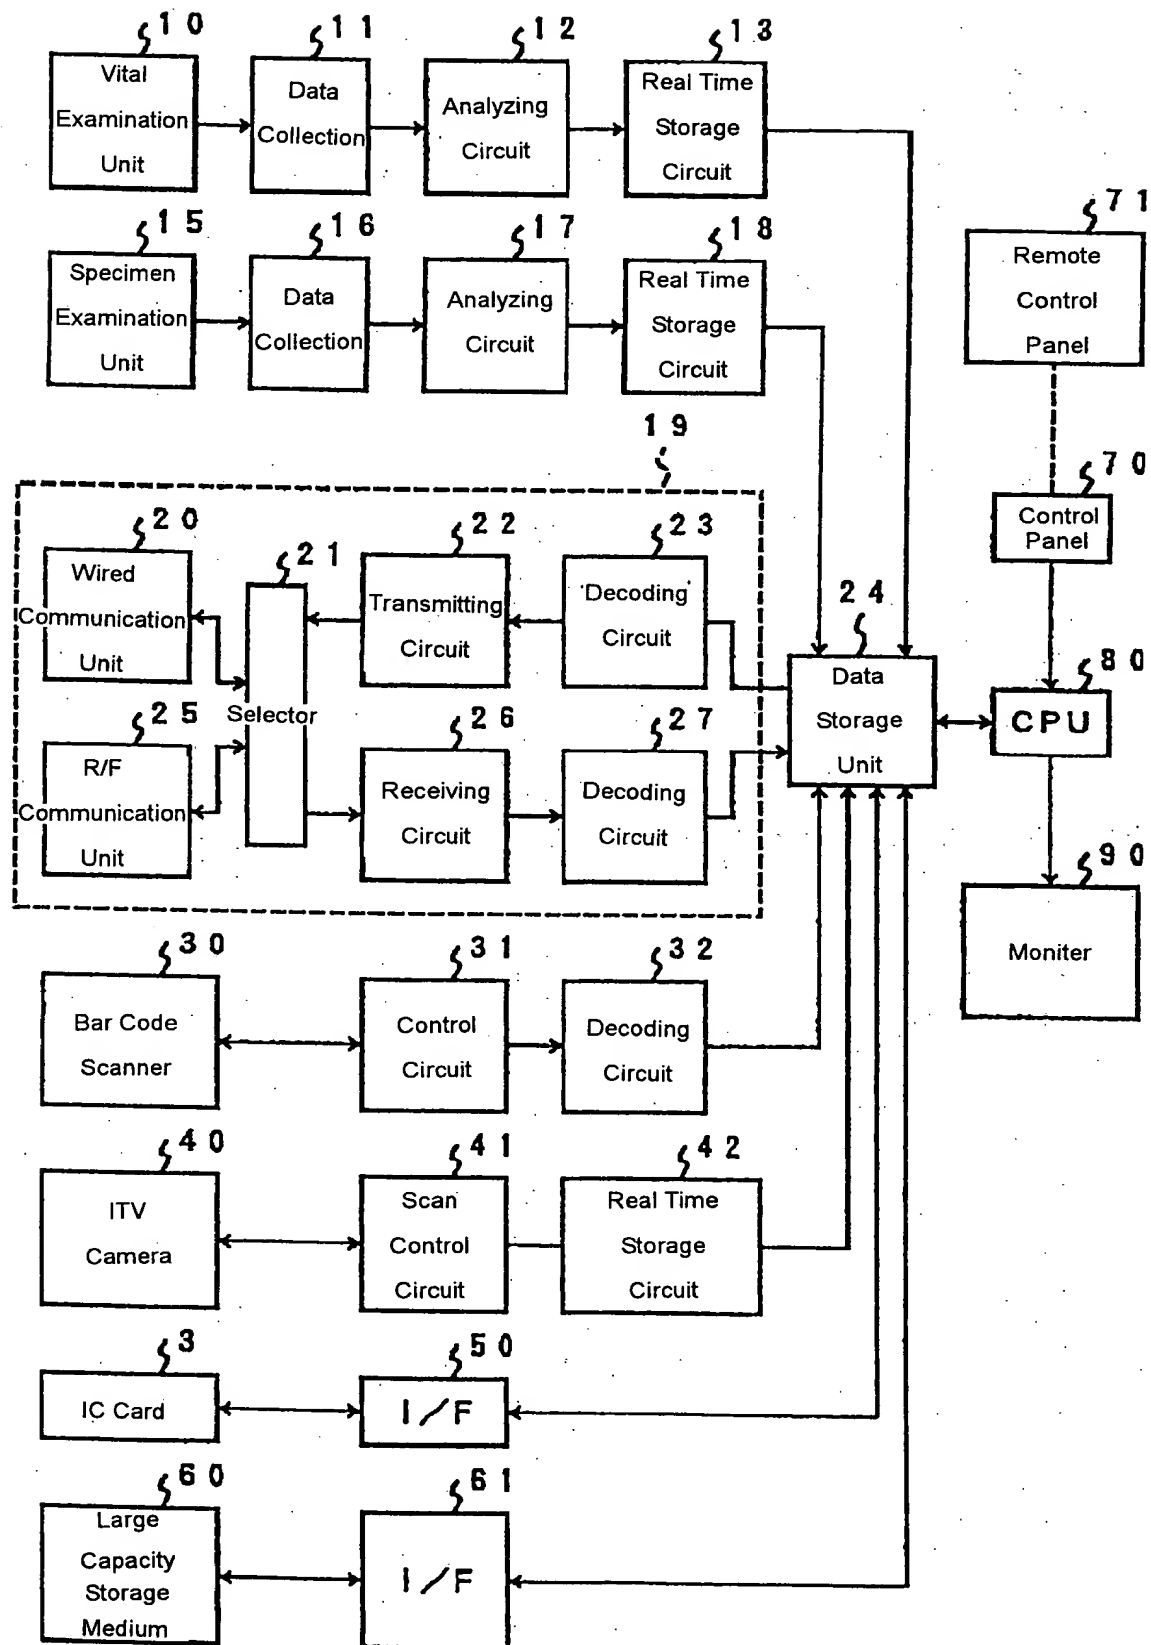 10
Vital
Examination
Unit
11
Data
Collection
12
Analyzing
Circuit
13
Real Time
Storage
Circuit
15
Specimen
Examination
Unit
16
Data
Collection
17
Analyzing
Circuit
18
Real Time
Storage
Circuit
71
Remote
Control
Panel
19
70
Control
Panel
20
Wired
Communication
Unit
21
Selector
22
Transmitting
Circuit
23
Decoding
Circuit
24
Data
Storage
Unit
80
CPU
25
R/F
Communication
Unit
26
Receiving
Circuit
27
Decoding
Circuit
90
Moniter
30
Bar Code
Scanner
31
Control
Circuit
32
Decoding
Circuit
40
ITV
Camera
41
Scan
Control
Circuit
42
Real Time
Storage
Circuit
3
IC Card
50
I/F
60
Large
Capacity
Storage
Medium
61
I/F